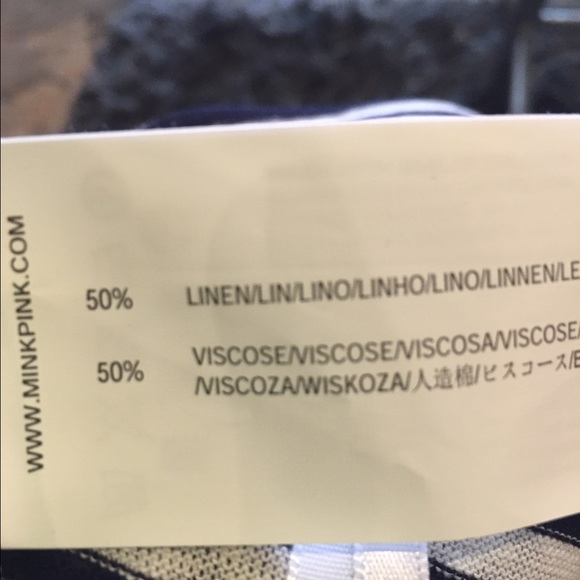 WWW.MINKPINK.COM
50% LINEN/LIN/LINO/LINHO/LINO/LINNEN/LE
50% VISCOSE/VISCOSE/VISCOSA/VISCOSE/
/VISCOZA/WISKOZA/人造棉/ビスコース/E